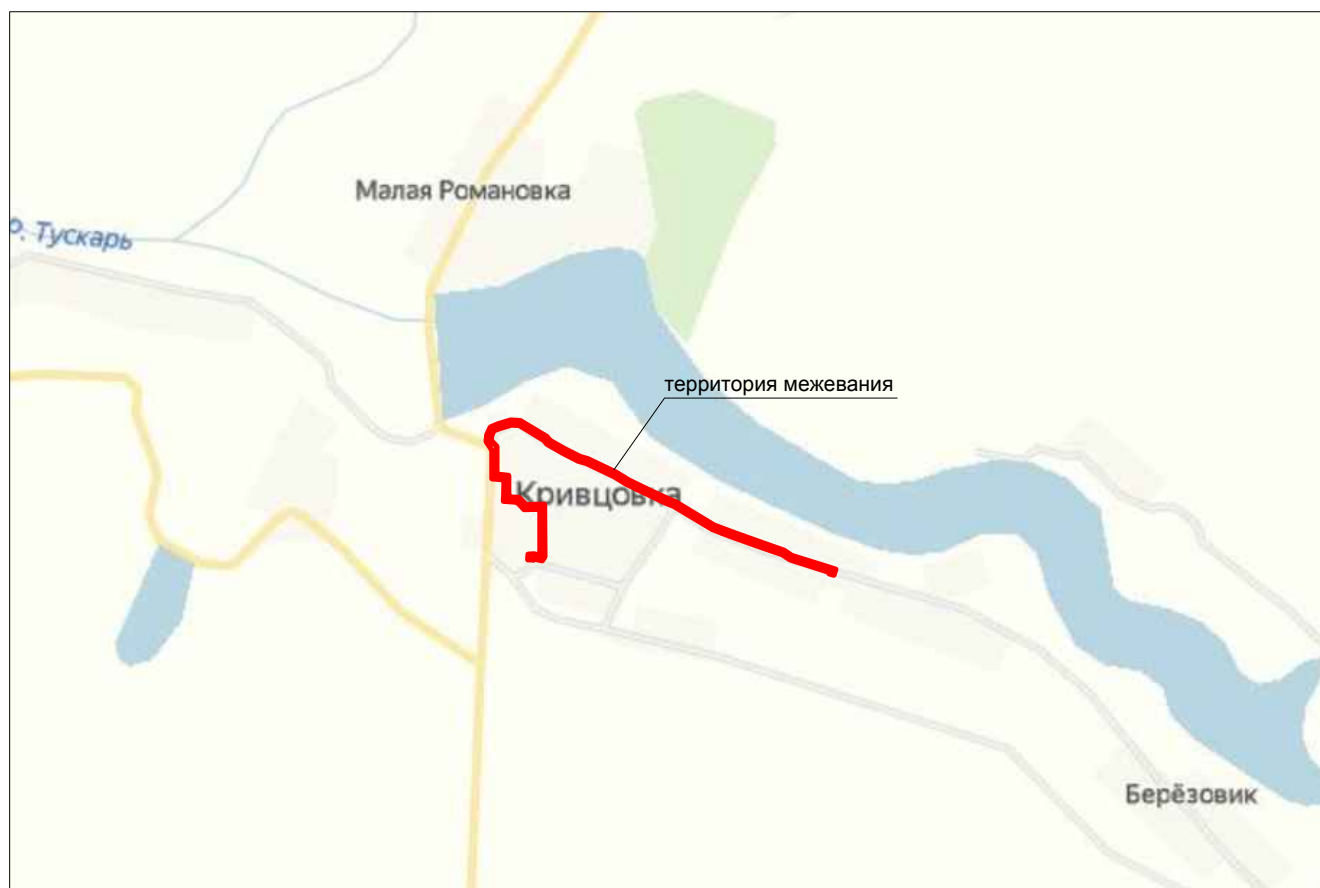 Малая Романовка
р. Тускарь
территория межевания
Кривцовка
Берёзовик